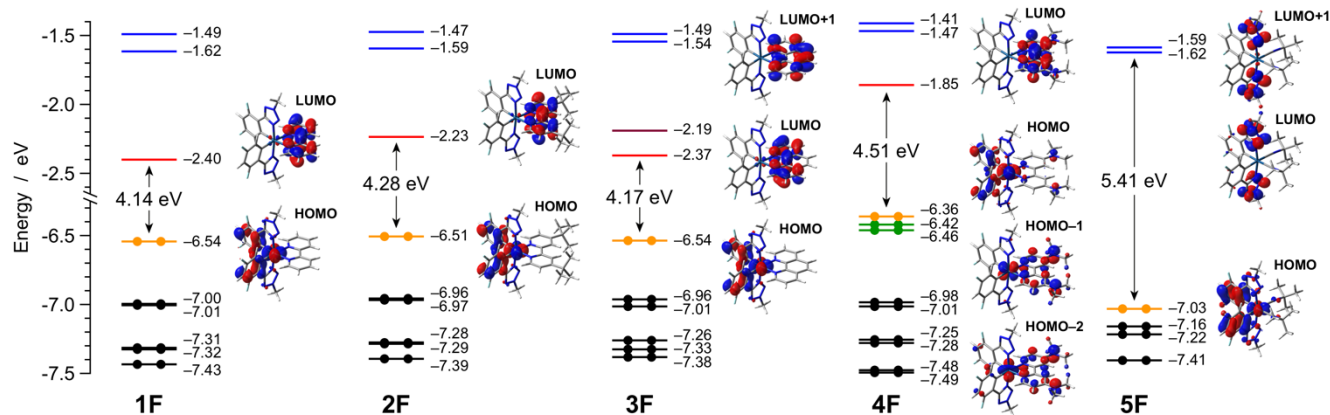 Energy / eV
-1.5
-2.0
-2.5
-6.5
-7.0
-7.5
−1.49
−1.62
LUMO
−2.40
4.14 eV
HOMO
−6.54
−7.00
−7.01
−7.31
−7.32
−7.43
1F
−1.47
−1.59
LUMO
−2.23
4.28 eV
HOMO
−6.51
−6.96
−6.97
−7.28
−7.29
−7.39
2F
−1.49
−1.54
LUMO+1
−2.19
LUMO
−2.37
4.17 eV
HOMO
−6.54
−6.96
−7.01
−7.26
−7.33
−7.38
3F
−1.41
−1.47
LUMO
−1.85
4.51 eV
HOMO
−6.36
−6.42
−6.46
HOMO−1
−6.98
−7.01
−7.25
−7.28
HOMO−2
−7.48
−7.49
4F
LUMO+1
−1.59
−1.62
LUMO
5.41 eV
HOMO
−7.03
−7.16
−7.22
−7.41
5F